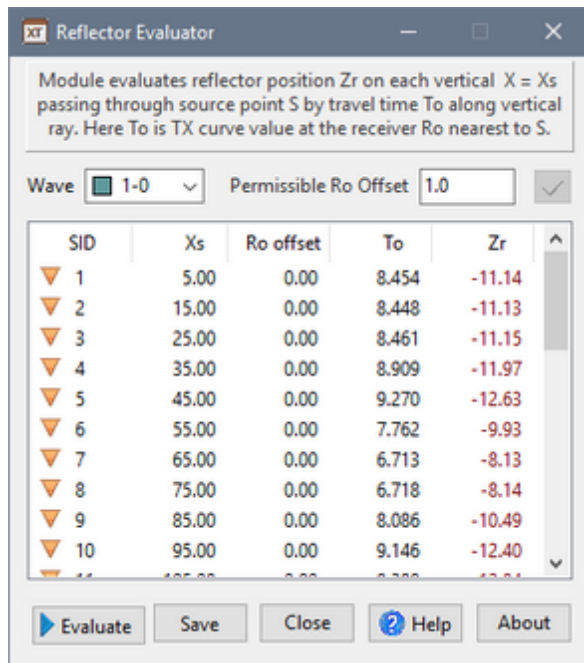 XT Reflector Evaluator
Module evaluates reflector position Zr on each vertical X = Xs
passing through source point S by travel time To along vertical
ray. Here To is TX curve value at the receiver Ro nearest to S.
Wave 1-0 Permissible Ro Offset 1.0
SID Xs Ro offset To Zr
1 5.00 0.00 8.454 -11.14
2 15.00 0.00 8.448 -11.13
3 25.00 0.00 8.461 -11.15
4 35.00 0.00 8.909 -11.97
5 45.00 0.00 9.270 -12.63
6 55.00 0.00 7.762 -9.93
7 65.00 0.00 6.713 -8.13
8 75.00 0.00 6.718 -8.14
9 85.00 0.00 8.086 -10.49
10 95.00 0.00 9.146 -12.40
Evaluate Save Close ? Help About